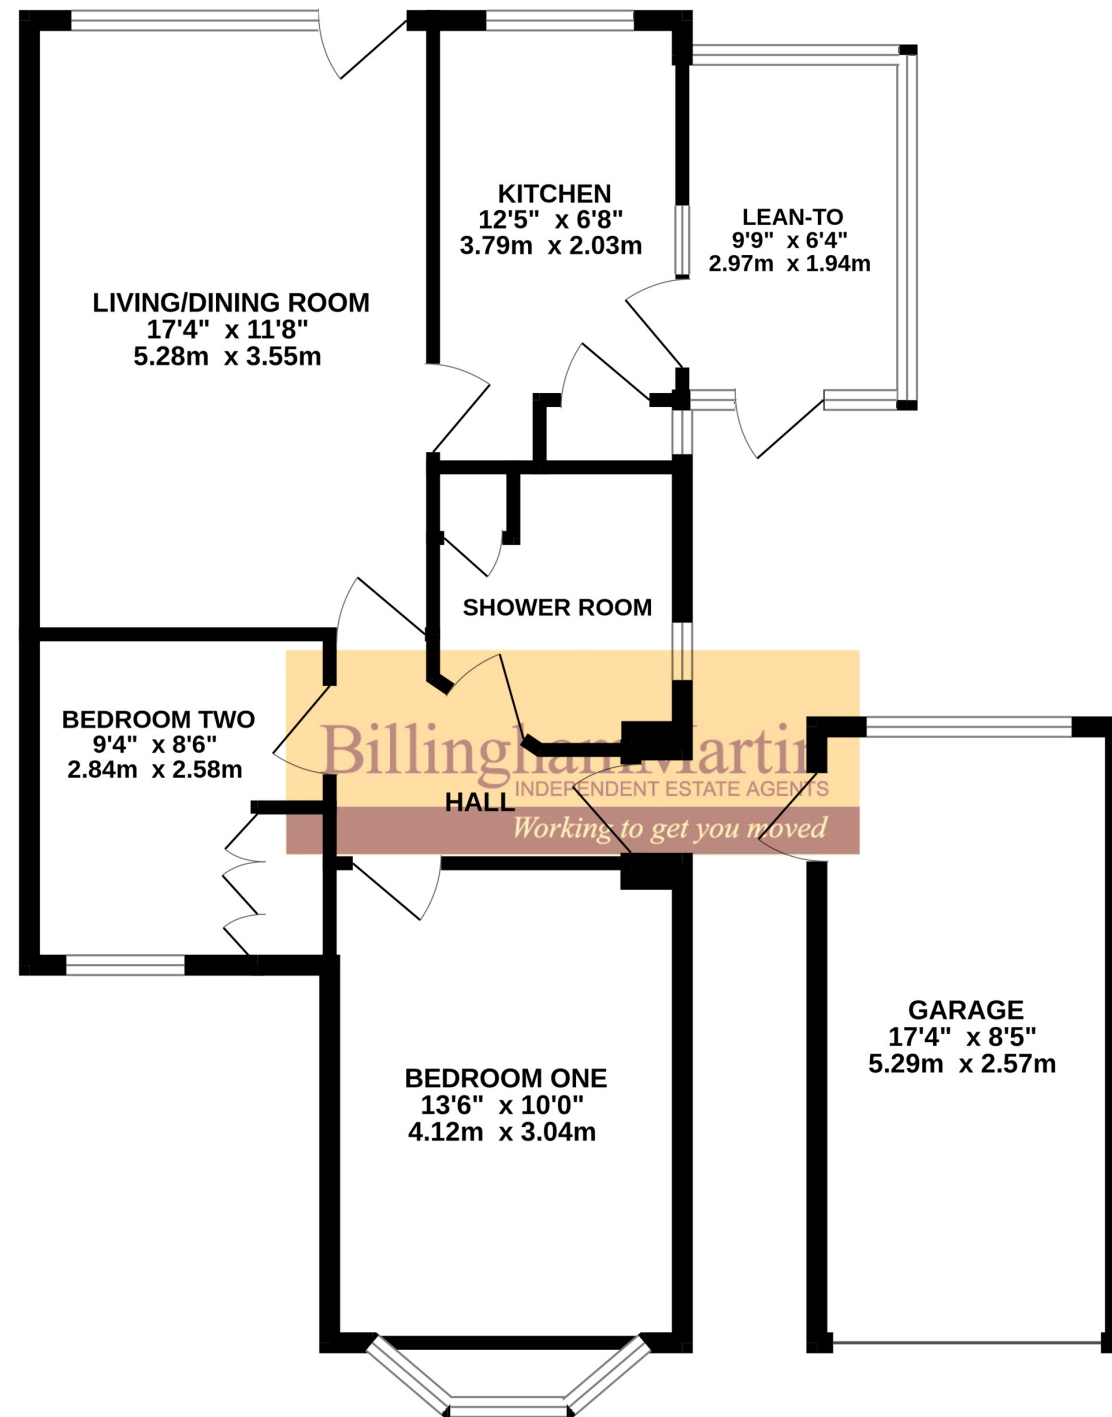 KITCHEN
12'5" x 6'8"
3.79m x 2.03m
LEAN-TO
9'9" x 6'4"
2.97m x 1.94m
LIVING/DINING ROOM
17'4" x 11'8"
5.28m x 3.55m
SHOWER ROOM
BEDROOM TWO
9'4" x 8'6"
2.84m x 2.58m
BillinghamMartin
INDEPENDENT ESTATE AGENTS
HALL
Working to get you moved
GARAGE
17'4" x 8'5"
5.29m x 2.57m
BEDROOM ONE
13'6" x 10'0"
4.12m x 3.04m